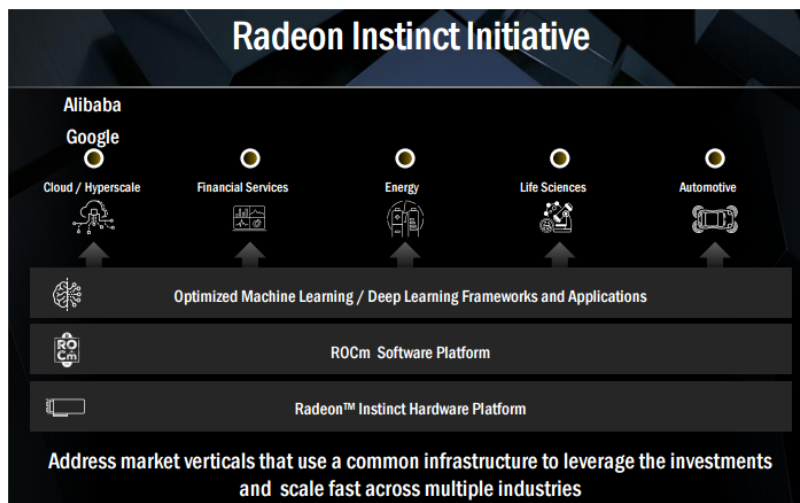 Radeon Instinct Initiative
Alibaba
Google
Cloud / Hyperscale
Financial Services
Energy
Life Sciences
Automotive
Optimized Machine Learning / Deep Learning Frameworks and Applications
ROCm
ROCm Software Platform
Radeon™ Instinct Hardware Platform
Address market verticals that use a common infrastructure to leverage the investments
and scale fast across multiple industries